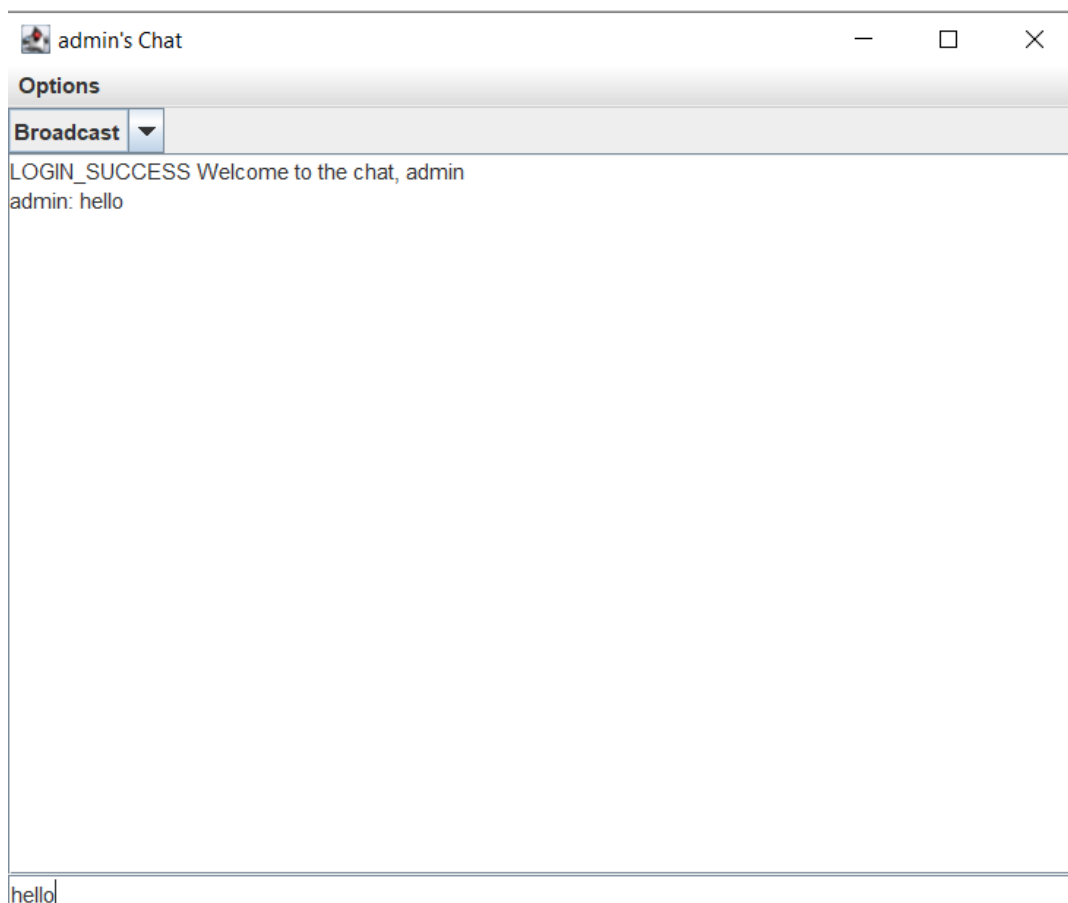 admin's Chat
Options
Broadcast
LOGIN_SUCCESS Welcome to the chat, admin
admin: hello
hello